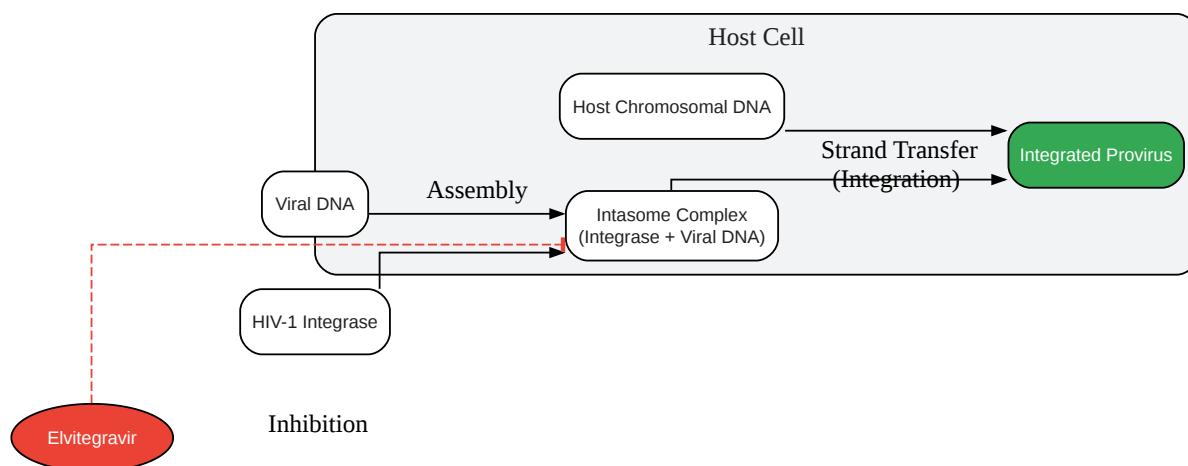 Host Cell
Host Chromosomal DNA
Integrated Provirus
Strand Transfer
(Integration)
Assembly
Viral DNA
Intasome Complex
(Integrase + Viral DNA)
HIV-1 Integrase
Inhibition
Elvitegravir